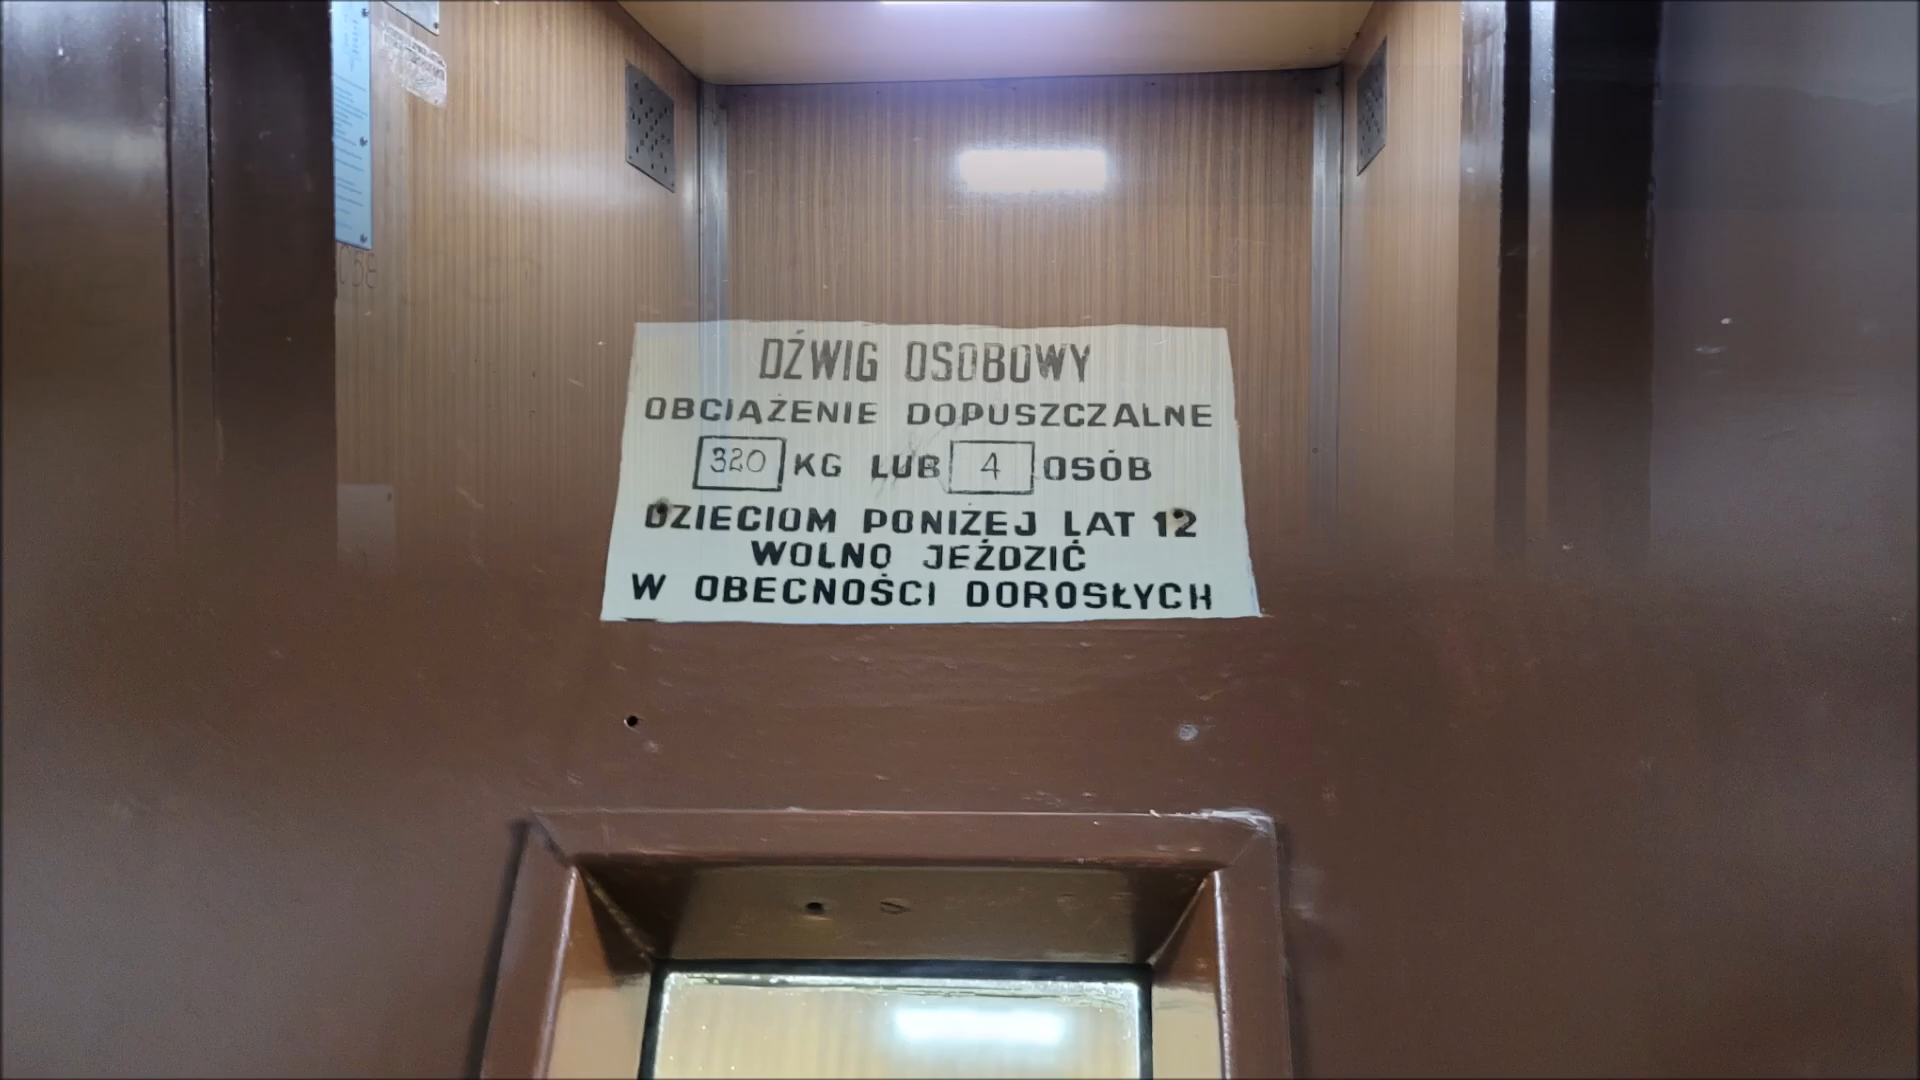 DŹWIG OSOBOWY
OBCIĄŻENIE DOPUSZCZALNE
320 KG LUB 4 OSÓB
DZIECIOM PONIŻEJ LAT 12
WOLNO JEŹDZIĆ
W OBECNOŚCI DOROSŁYCH